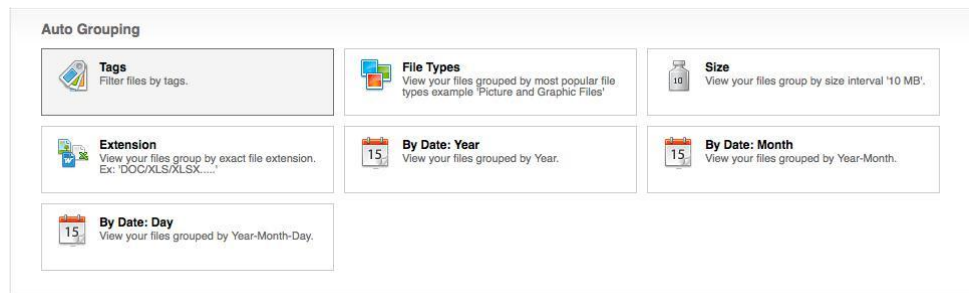 Auto Grouping
Tags
Filter files by tags.
File Types
View your files grouped by most popular file
types example 'Picture and Graphic Files'
Size
10
View your files group by size interval '10 MB'.
Extension
View your files group by exact file extension.
Ex: 'DOC/XLS/XLSX.....'
W
15
By Date: Year
View your files grouped by Year.
15
By Date: Month
View your files grouped by Year-Month.
15
By Date: Day
View your files grouped by Year-Month-Day.